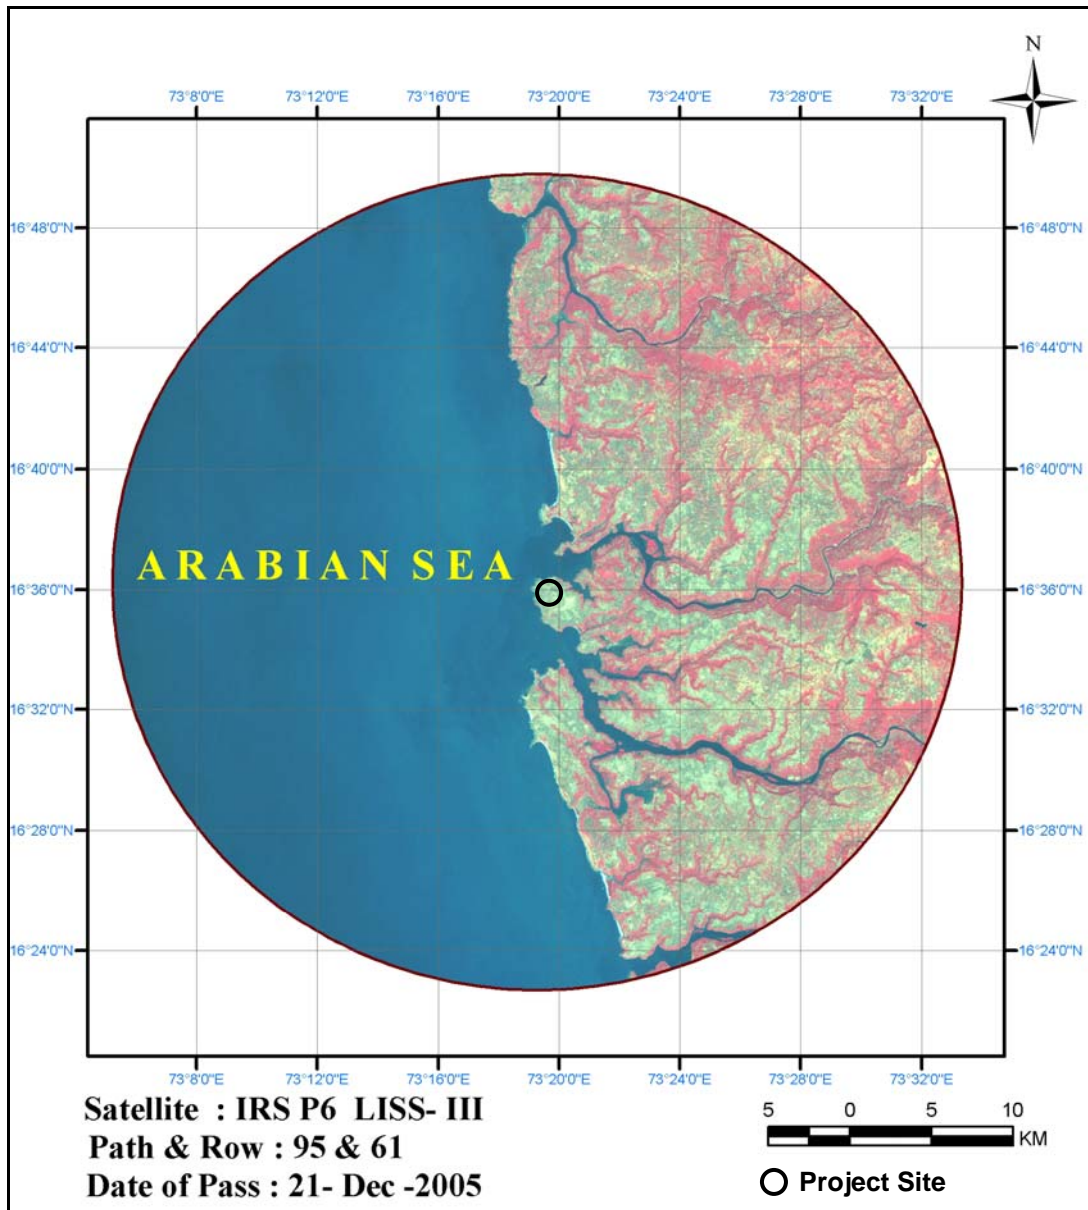 N
73°8'0"E 73°12'0"E 73°16'0"E 73°20'0"E 73°24'0"E 73°28'0"E 73°32'0"E
16°48'0"N 16°48'0"N
16°44'0"N 16°44'0"N
16°40'0"N 16°40'0"N
ARABIAN SEA
16°36'0"N 16°36'0"N
16°32'0"N 16°32'0"N
16°28'0"N 16°28'0"N
16°24'0"N 16°24'0"N
73°8'0"E 73°12'0"E 73°16'0"E 73°20'0"E 73°24'0"E 73°28'0"E 73°32'0"E
Satellite : IRS P6 LISS- III
Path & Row : 95 & 61
Date of Pass : 21- Dec -2005
5 0 5 10
KM
Project Site